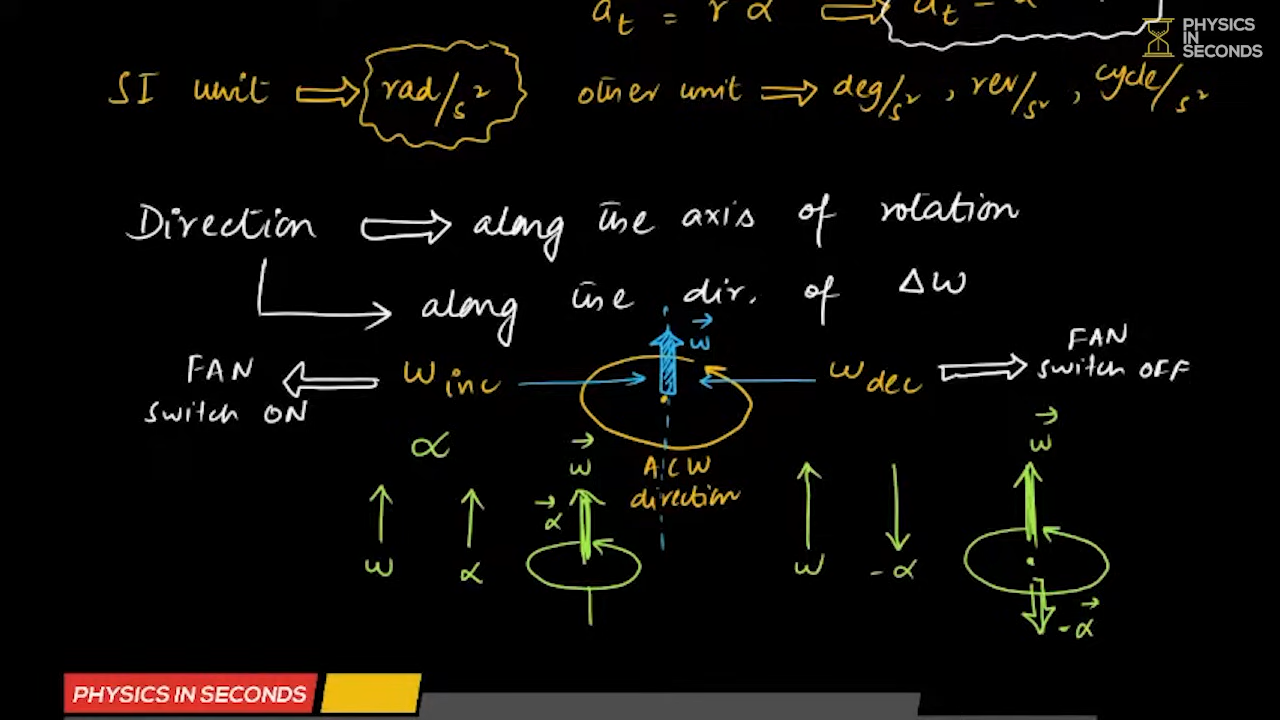 a_t = r α ⇒ a_t = α
PHYSICS
IN
SECONDS
SI unit ⇒ rad/s² other unit ⇒ deg/s² , rev/s² , cycle/s²
Direction ⇒ along the axis of rotation
along the dir. of Δω
FAN
switch ON
ω inc
ω⃗
ω dec
FAN
switch OFF
α
ω⃗
ACW
direction
ω⃗
α⃗
ω α
ω -α
-α⃗
PHYSICS IN SECONDS